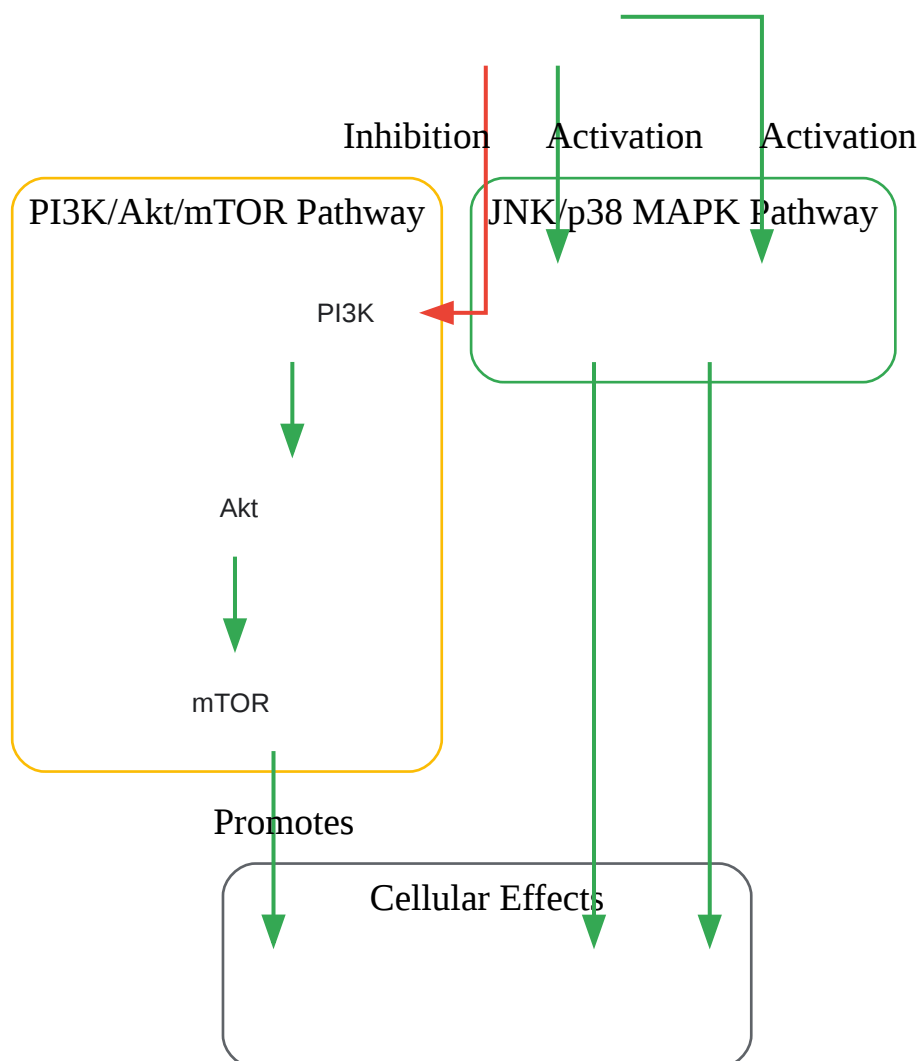 Inhibition
Activation
Activation
PI3K/Akt/mTOR Pathway
JNK/p38 MAPK Pathway
PI3K
Akt
mTOR
Promotes
Cellular Effects